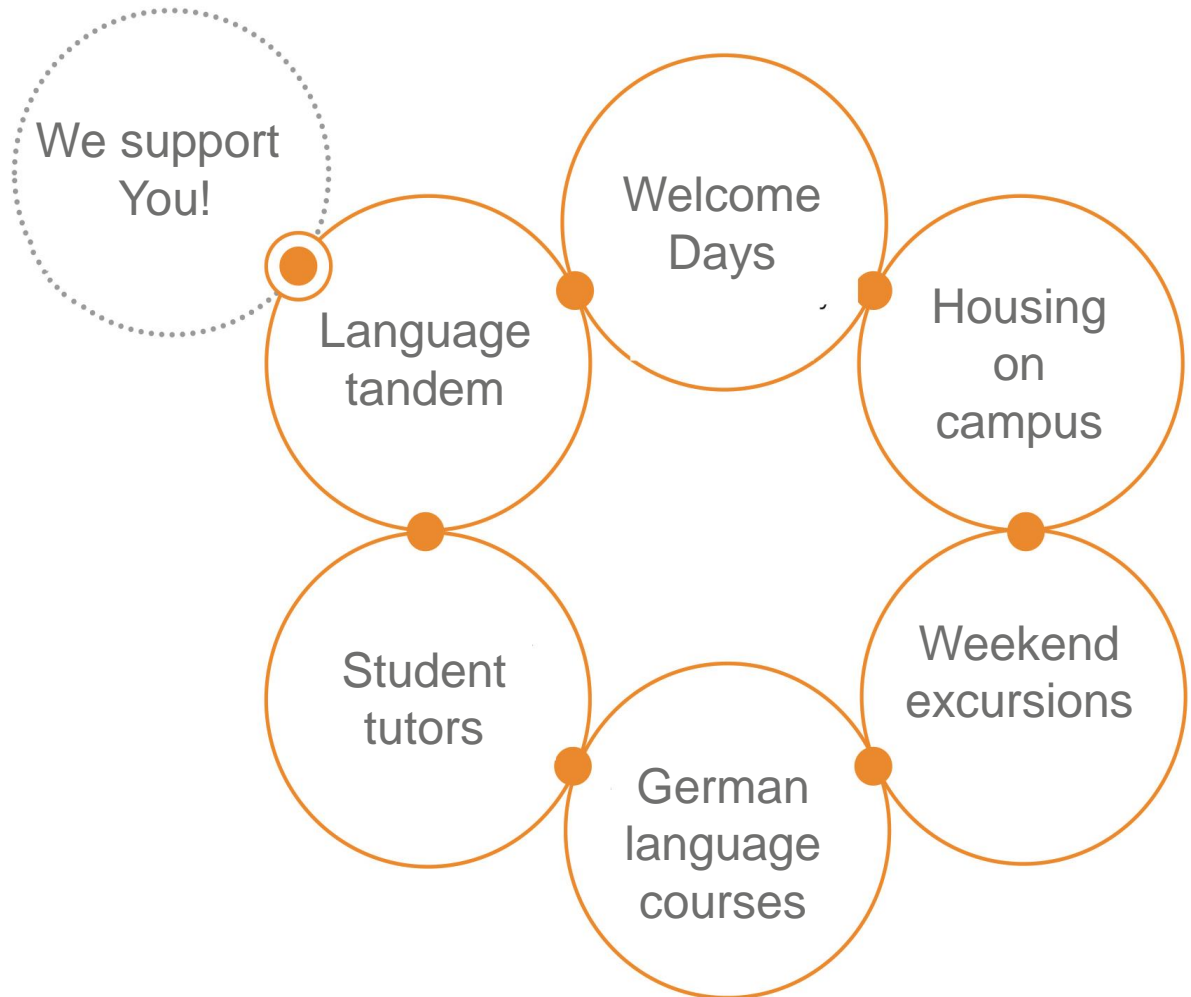 We support
You!
Welcome
Days
Language
tandem
Housing
on
campus
Student
tutors
Weekend
excursions
German
language
courses